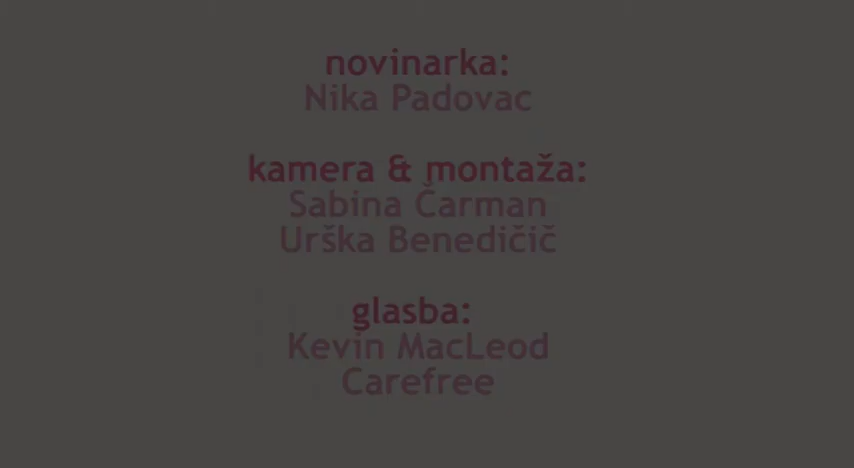 novinarka:
Nika Padovac
kamera & montaža:
Sabina Čarman
Urška Benedičič
glasba:
Kevin MacLeod
Carefree